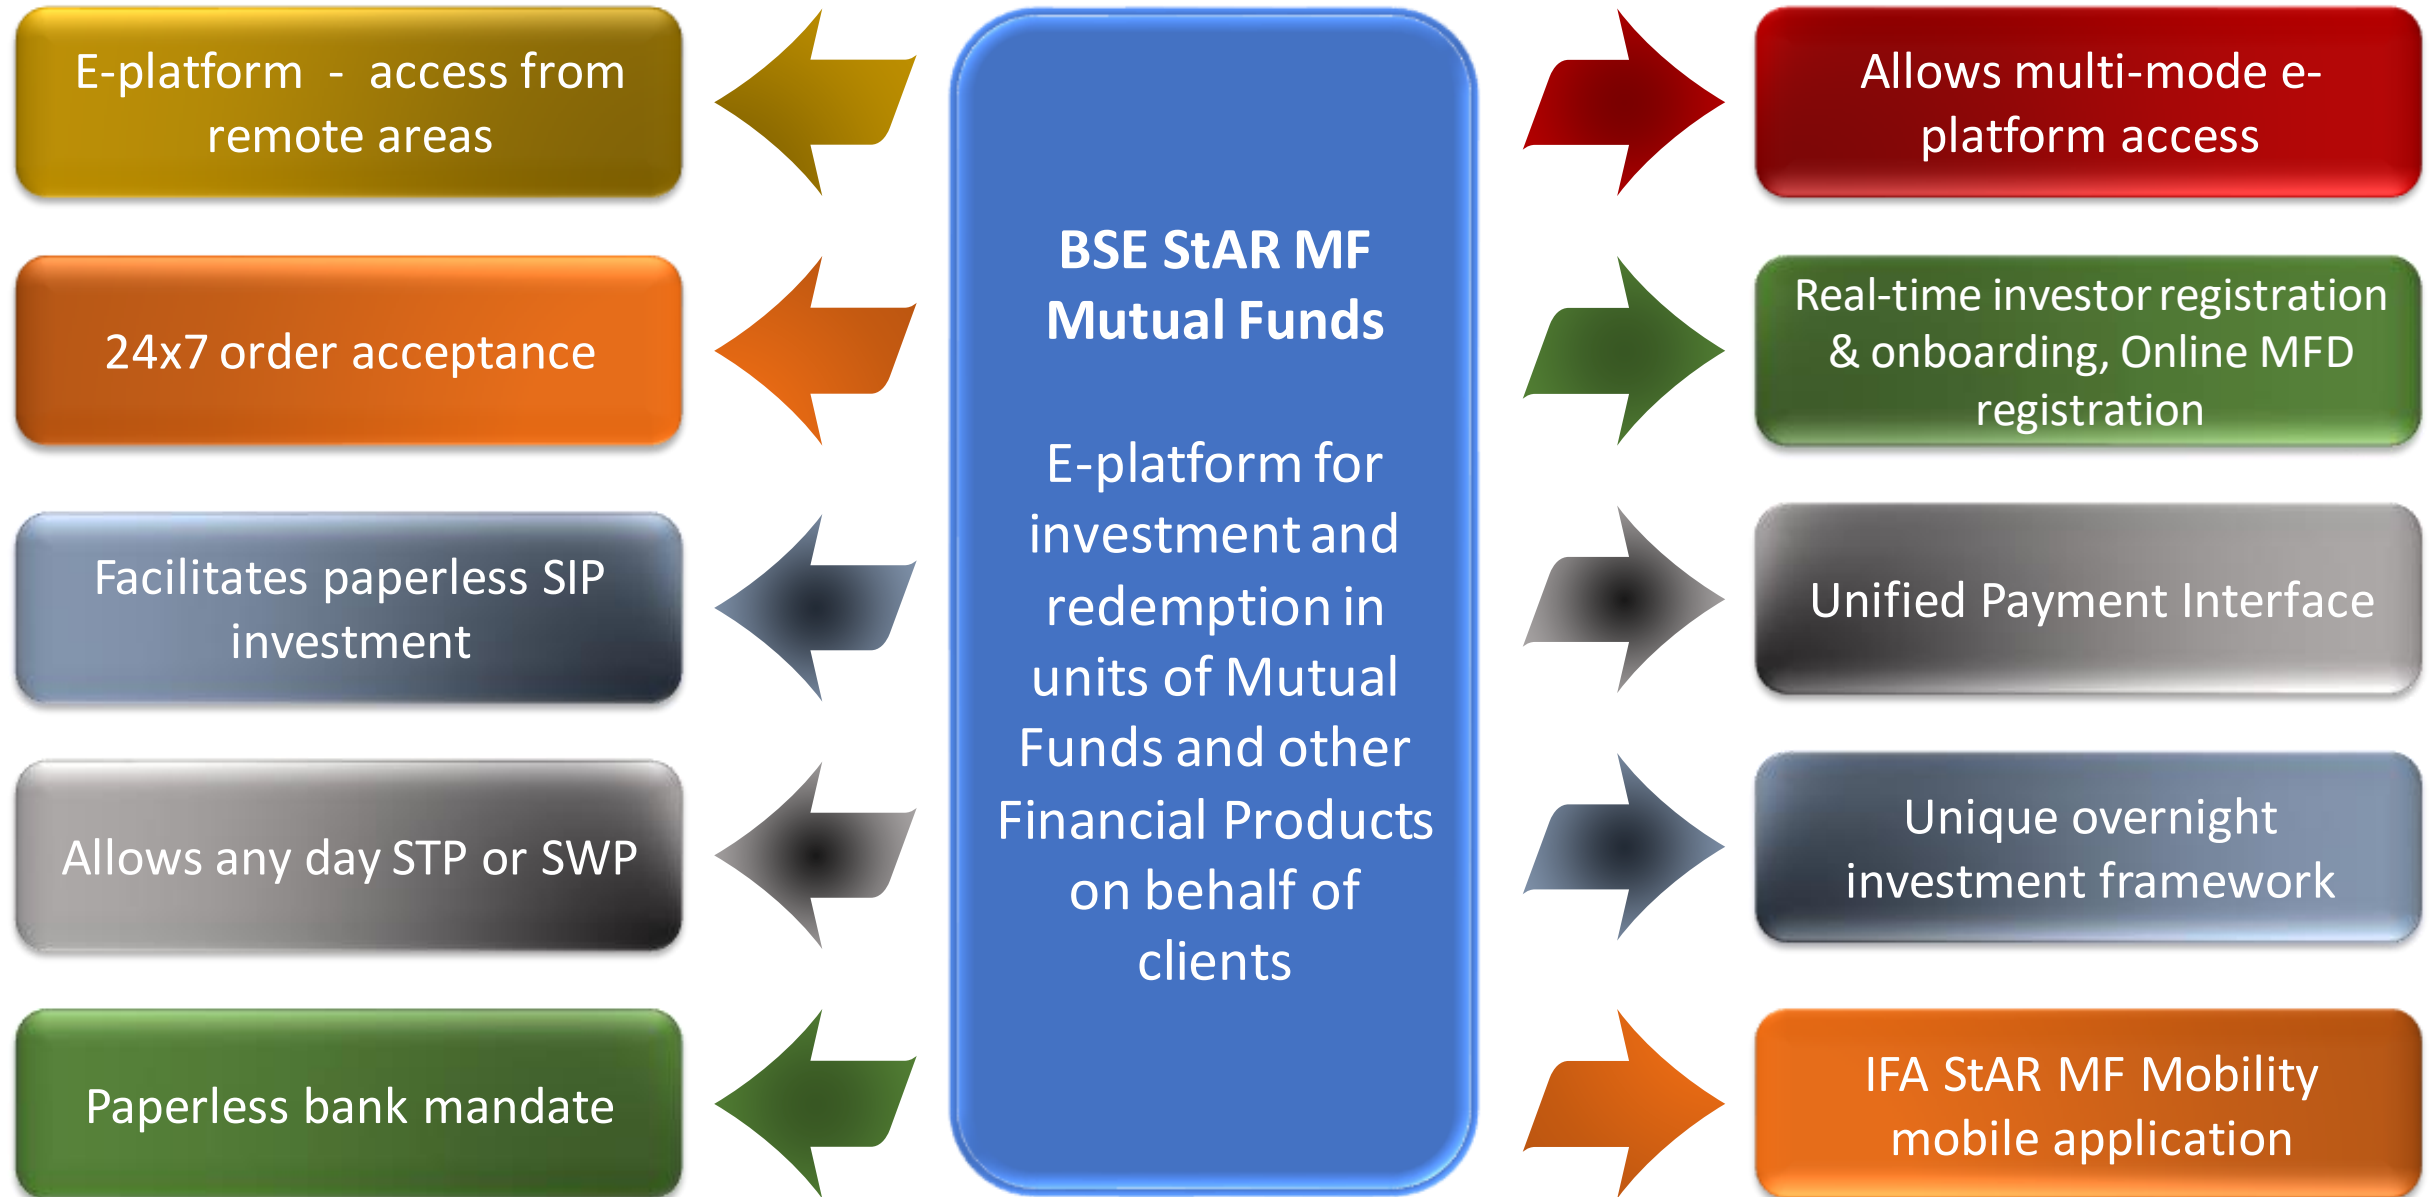 E-platform - access from
remote areas
24x7 order acceptance
Facilitates paperless SIP
investment
Allows any day STP or SWP
Paperless bank mandate
BSE StAR MF
Mutual Funds
E-platform for
investment and
redemption in
units of Mutual
Funds and other
Financial Products
on behalf of
clients
Allows multi-mode e-
platform access
Real-time investor registration
& onboarding, Online MFD
registration
Unified Payment Interface
Unique overnight
investment framework
IFA StAR MF Mobility
mobile application